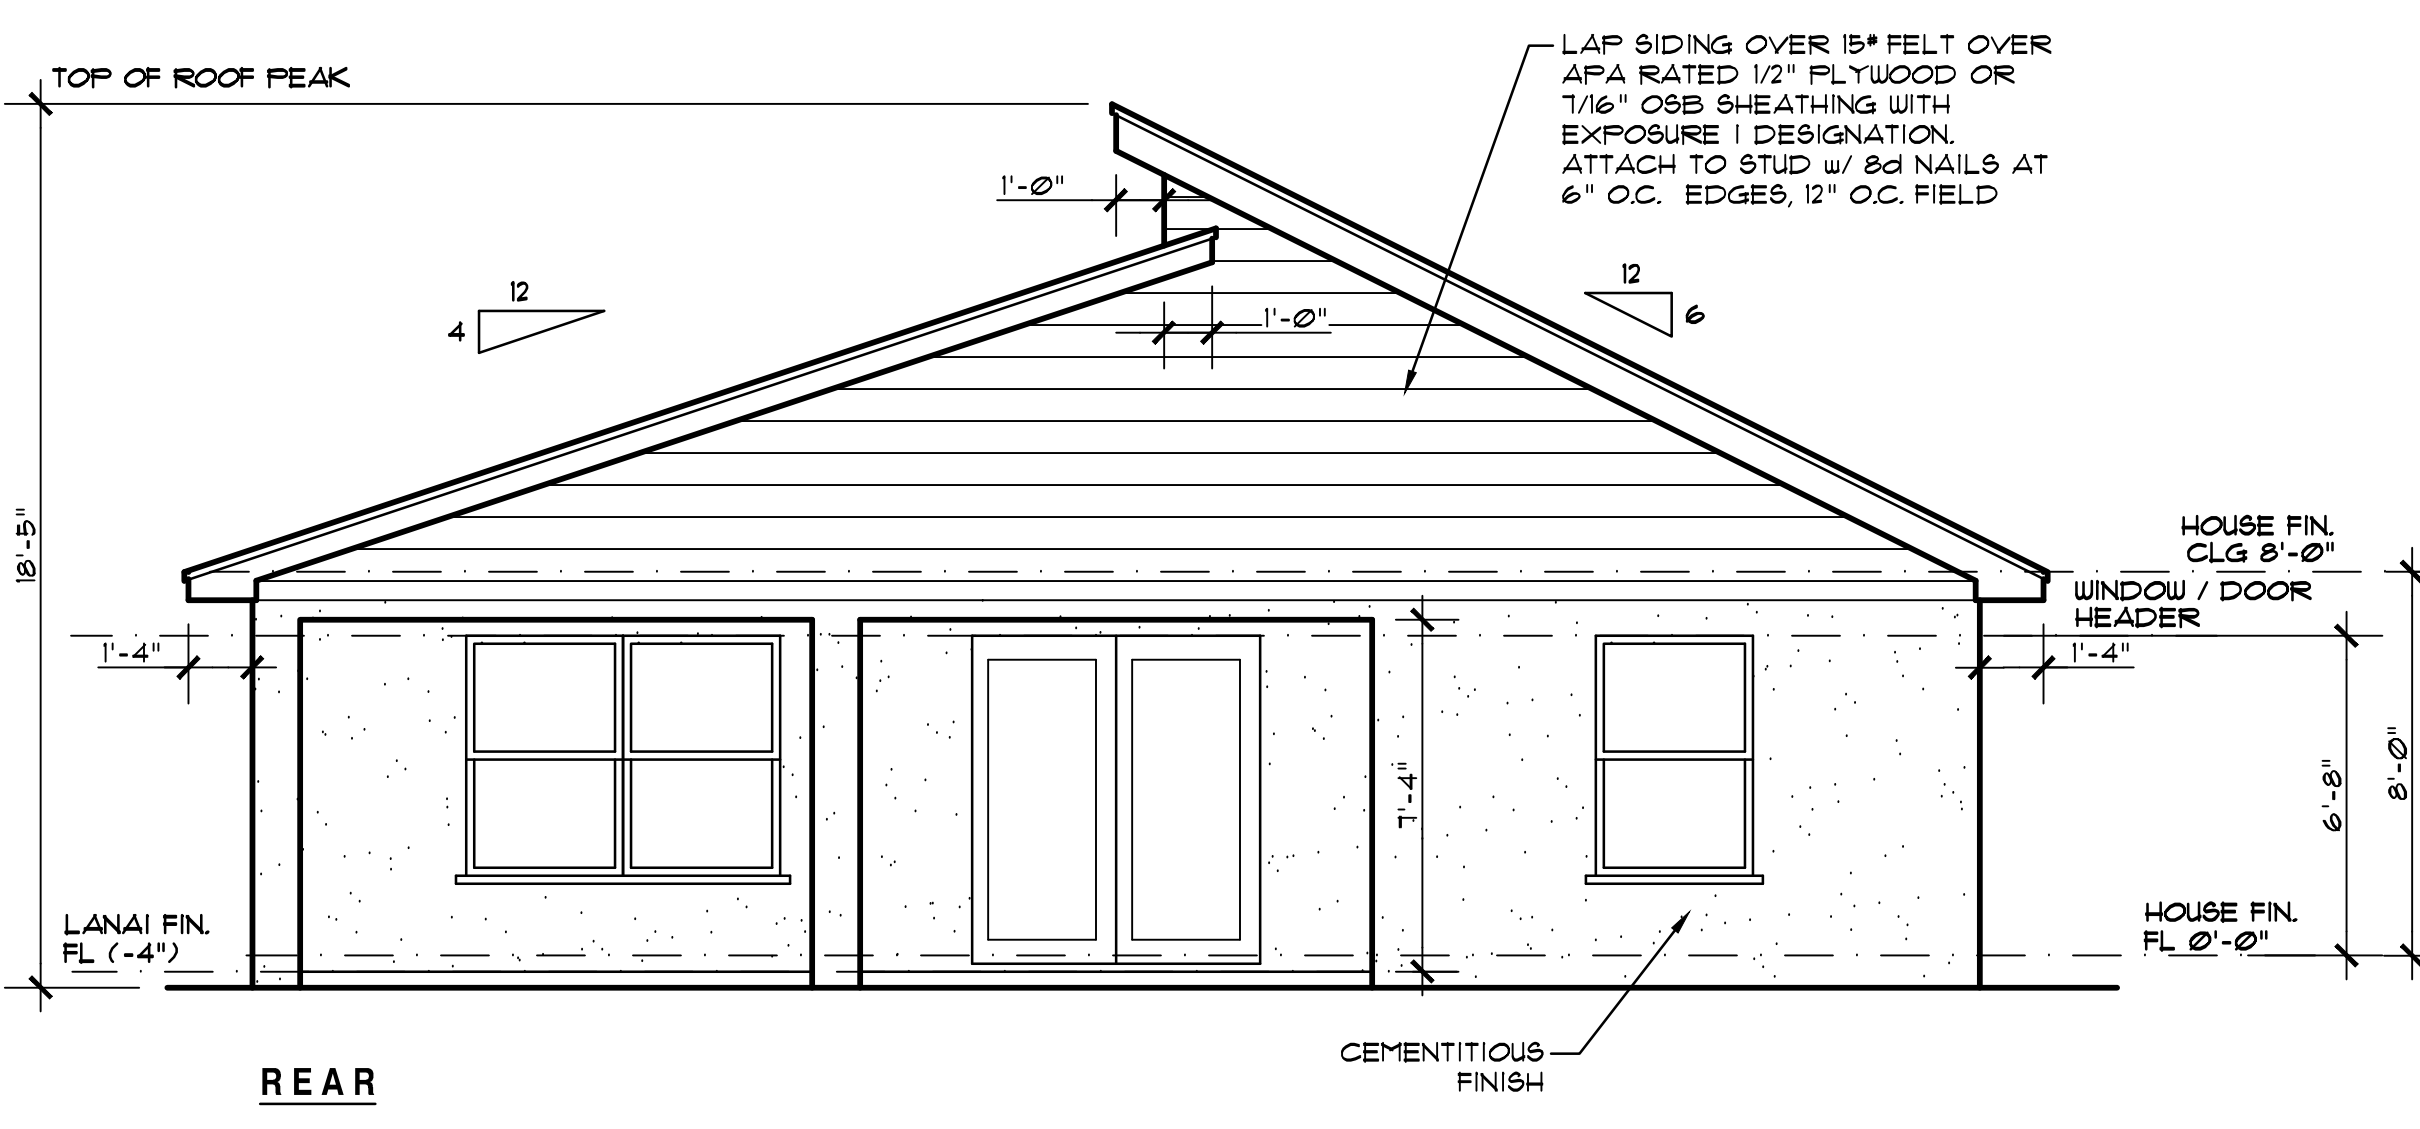 TOP OF ROOF PEAK
LAP SIDING OVER 15# FELT OVER
APA RATED 1/2" PLYWOOD OR
7/16" OSB SHEATHING WITH
EXPOSURE 1 DESIGNATION.
ATTACH TO STUD w/ 8d NAILS AT
6" O.C. EDGES, 12" O.C. FIELD
1'-0"
12
4
12
6
1'-0"
18'-5"
HOUSE FIN.
CLG 8'-0"
WINDOW / DOOR
HEADER
1'-4"
1'-4"
7'-4"
6'-8"
8'-0"
LANAI FIN.
FL (-4")
HOUSE FIN.
FL 0'-0"
CEMENTITIOUS
FINISH
REAR